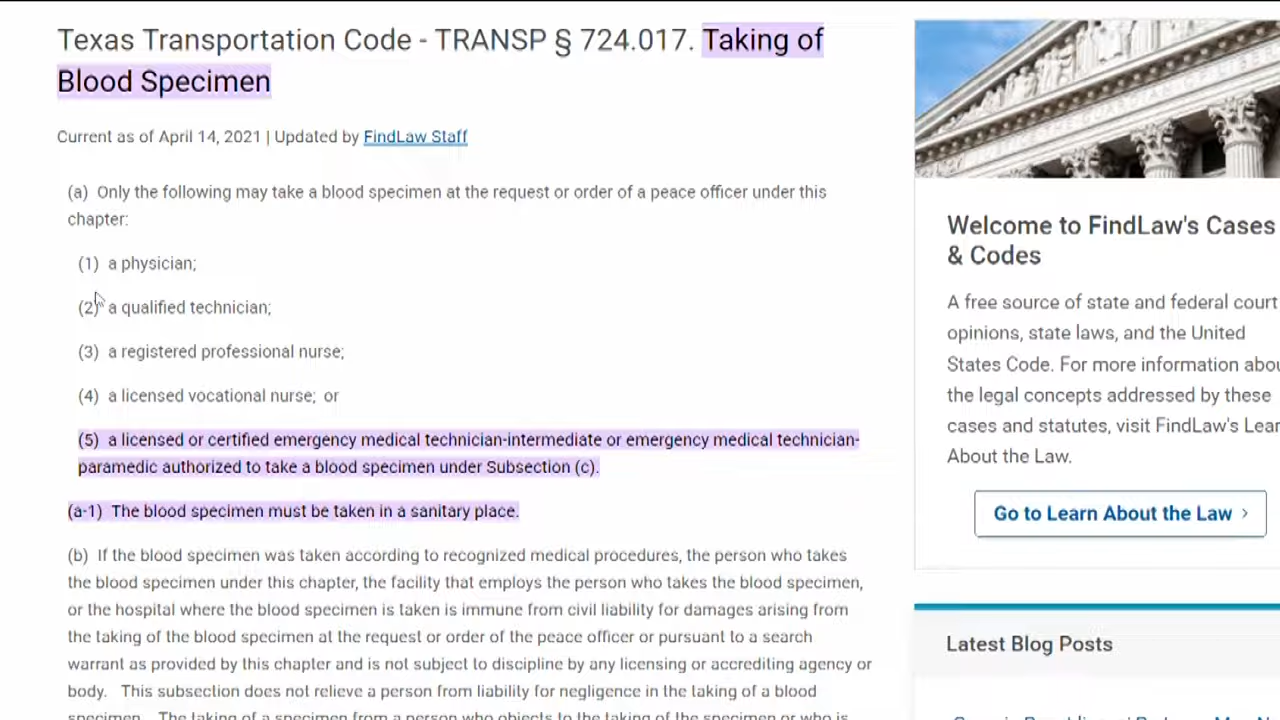 Texas Transportation Code - TRANSP § 724.017. Taking of
Blood Specimen
Current as of April 14, 2021 | Updated by FindLaw Staff
(a) Only the following may take a blood specimen at the request or order of a peace officer under this
chapter:
(1) a physician;
(2) a qualified technician;
(3) a registered professional nurse;
(4) a licensed vocational nurse; or
(5) a licensed or certified emergency medical technician-intermediate or emergency medical technician-
paramedic authorized to take a blood specimen under Subsection (c).
(a-1) The blood specimen must be taken in a sanitary place.
(b) If the blood specimen was taken according to recognized medical procedures, the person who takes
the blood specimen under this chapter, the facility that employs the person who takes the blood specimen,
or the hospital where the blood specimen is taken is immune from civil liability for damages arising from
the taking of the blood specimen at the request or order of the peace officer or pursuant to a search
warrant as provided by this chapter and is not subject to discipline by any licensing or accrediting agency or
body. This subsection does not relieve a person from liability for negligence in the taking of a blood
specimen. The taking of a specimen from a person who objects to the taking of the specimen or who is
Welcome to FindLaw's Cases
& Codes
A free source of state and federal court
opinions, state laws, and the United
States Code. For more information abou
the legal concepts addressed by these
cases and statutes, visit FindLaw's Lear
About the Law.
Go to Learn About the Law
Latest Blog Posts